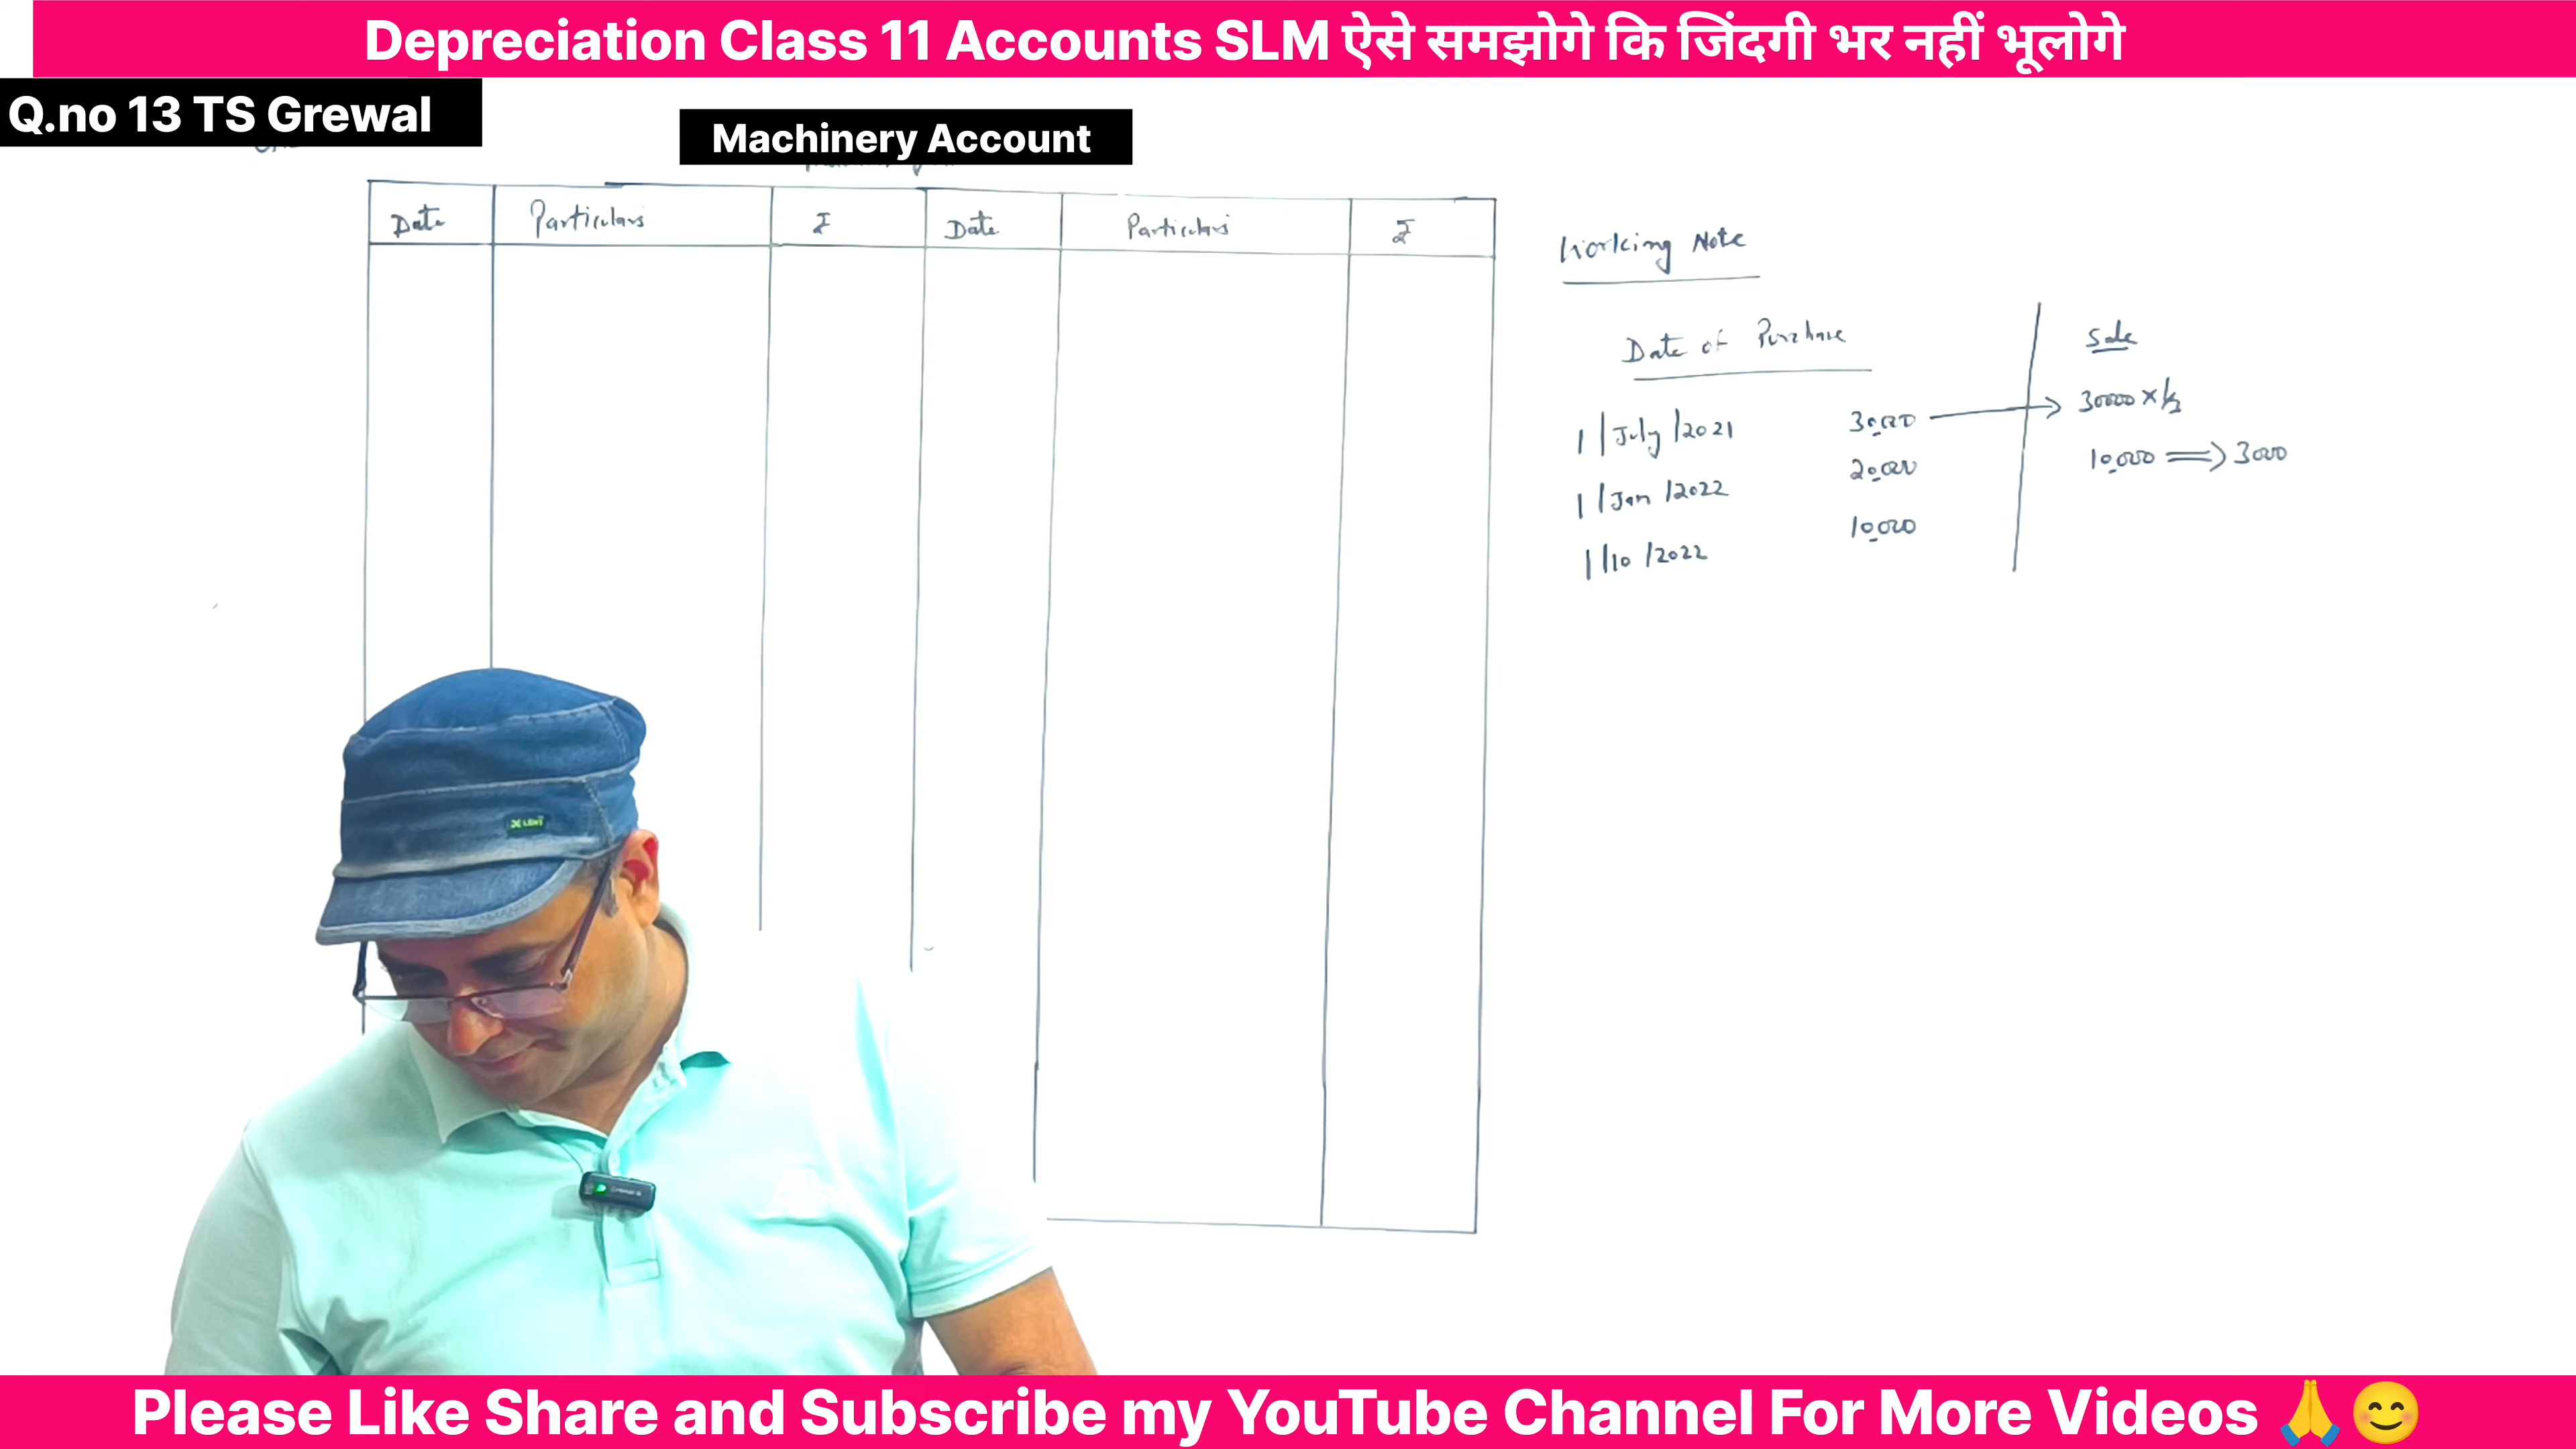 Depreciation Class 11 Accounts SLM ऐसे समझोगे कि जिंदगी भर नहीं भूलोगे
Q.no 13 TS Grewal
Machinery Account
Date Particulars ₹ Date Particulars ₹
Working Note
Date of Purchase Sale
1/July/2021 30,000 → 30000 × 1/3
1/Jan/2022 20,000 10,000 ⇒ 3000
1/10/2022 10,000
Please Like Share and Subscribe my YouTube Channel For More Videos 🙏😊